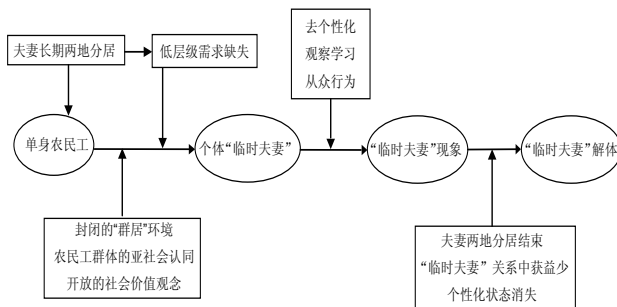 夫妻长期两地分居
低层级需求缺失
去个性化
观察学习
从众行为
单身农民工
个体“临时夫妻”
“临时夫妻”现象
“临时夫妻”解体
封闭的“群居”环境
农民工群体的亚社会认同
开放的社会价值观念
夫妻两地分居结束
“临时夫妻”关系中获益少
个性化状态消失